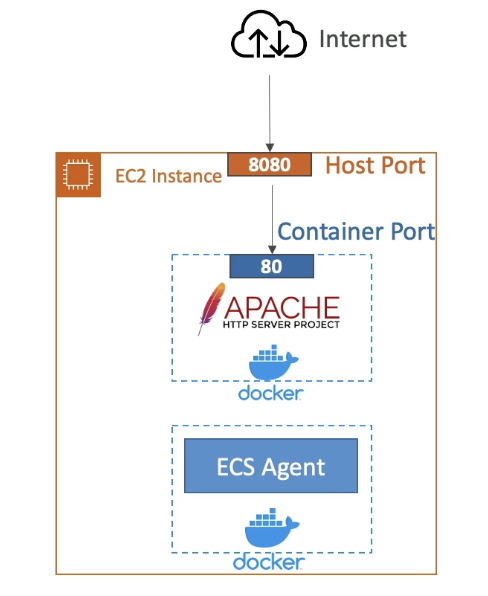 Internet
8080
Host Port
EC2 Instance
Container Port
80
APACHE
HTTP SERVER PROJECT
docker
ECS Agent
docker